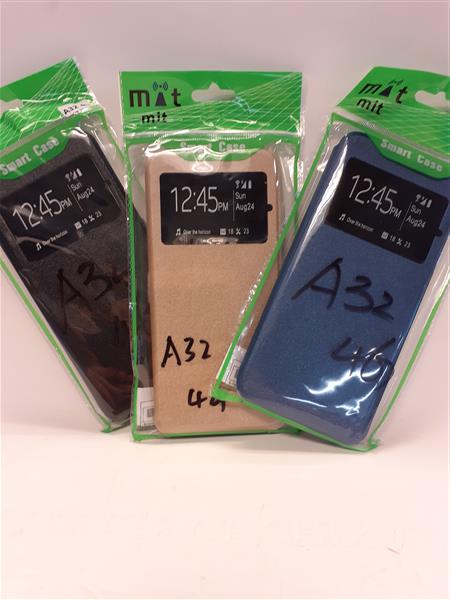 A32
Smart Case
12:45PM
Sun
Aug24
Over the horizon
18
23
A32
mit
mit
Smart Case
12:45PM
Sun
Aug24
Over the horizon
18
23
A32
4G
mit
mit
Smart Case
12:45PM
Sun
Aug24
Over the horizon
18
23
A32
4G